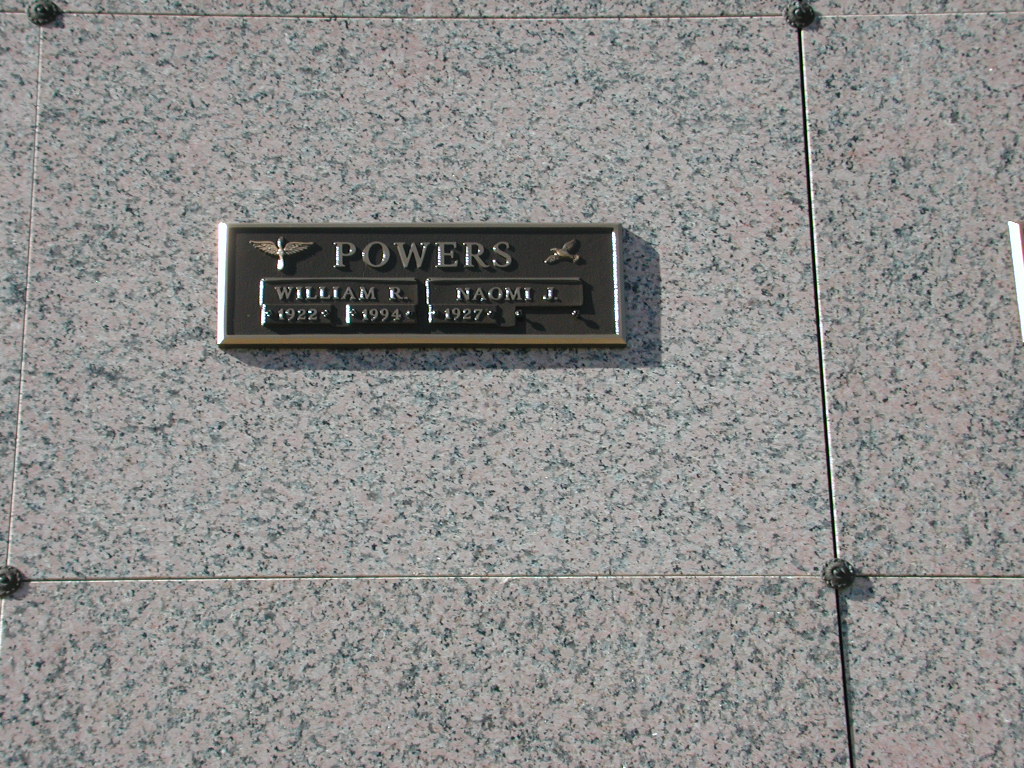 POWERS
WILLIAM R. NAOMI J.
1922 1994 1927